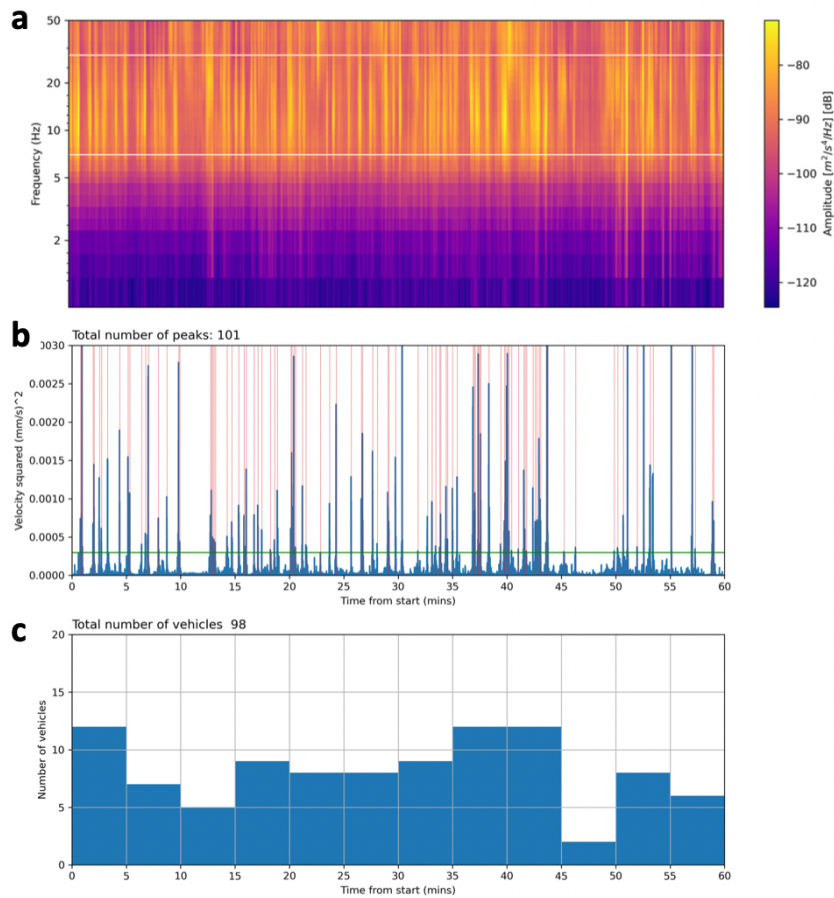 a
50
20
10
5
2
Frequency (Hz)
−80
−90
−100
−110
−120
Amplitude [m²/s⁴/Hz] [dB]
b
Total number of peaks: 101
3030
0.0025
0.0020
0.0015
0.0010
0.0005
0.0000
Velocity squared (mm/s)^2
0 5 10 15 20 25 30 35 40 45 50 55 60
Time from start (mins)
c
Total number of vehicles 98
20
15
10
5
0
Number of vehicles
0 5 10 15 20 25 30 35 40 45 50 55 60
Time from start (mins)